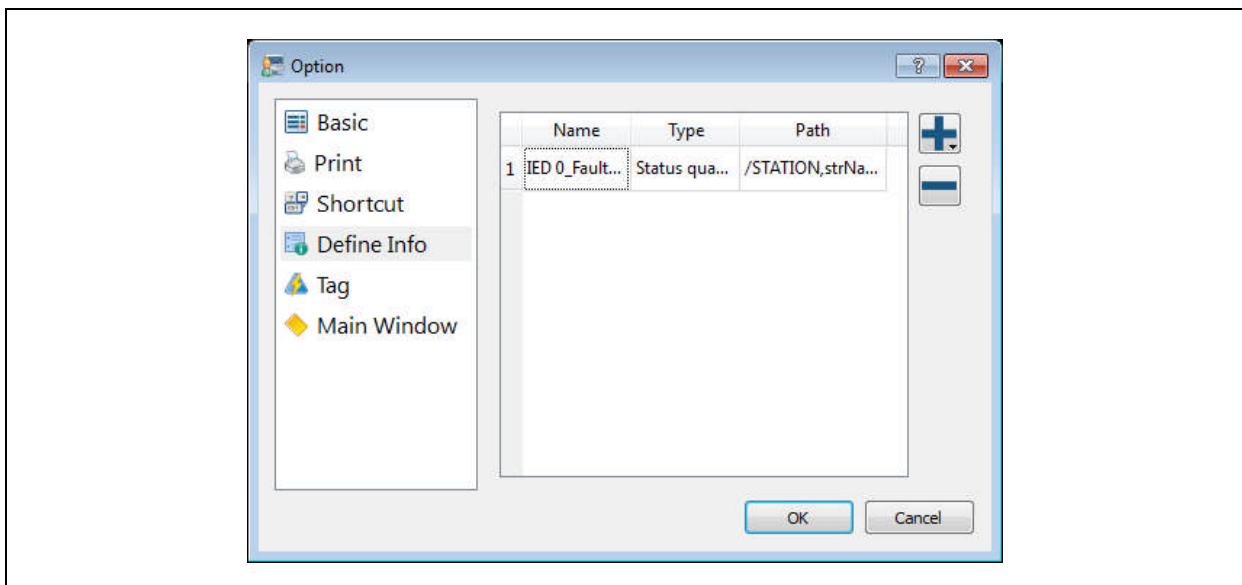 Option
Basic
Print
Shortcut
Define Info
Tag
Main Window
Name Type Path
1 IED 0_Fault... Status qua... /STATION,strNa...
OK Cancel